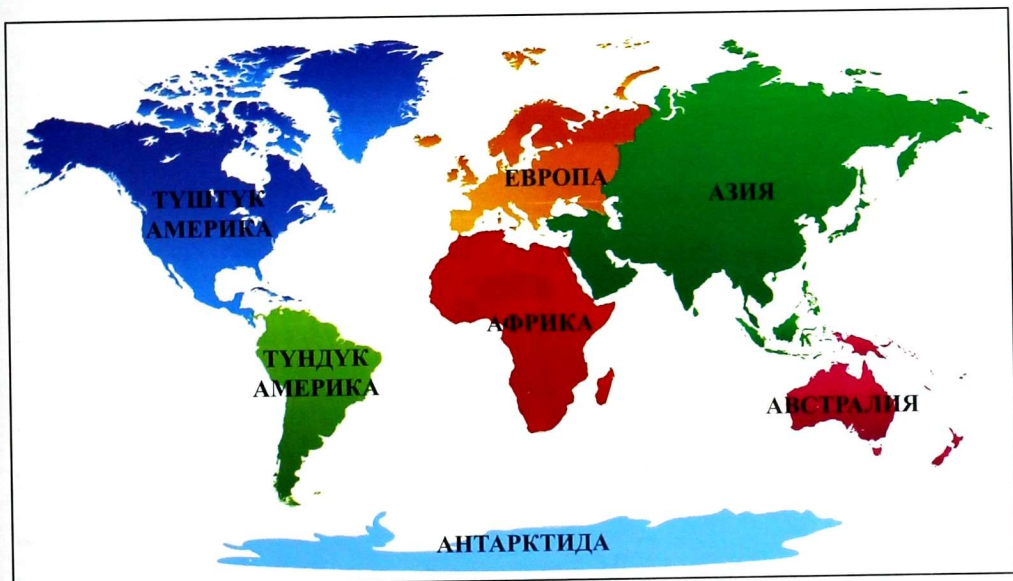 ЕВРОПА
АЗИЯ
ТҮШТҮК
АМЕРИКА
АФРИКА
ТҮНДҮК
АМЕРИКА
АВСТРАЛИЯ
АНТАРКТИДА